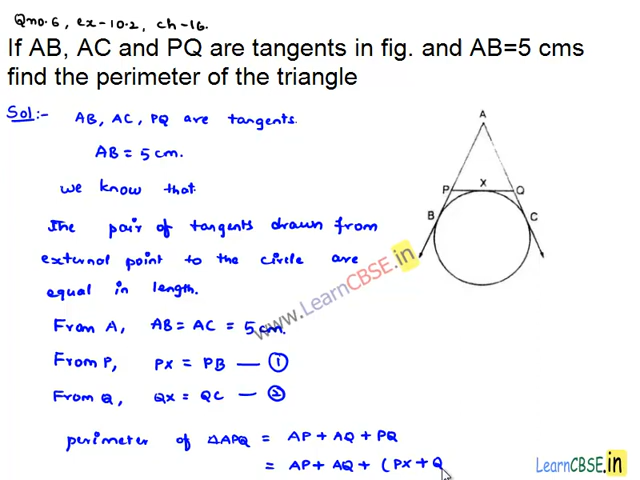 Qno.6, ex-10.2, ch-16.
If AB, AC and PQ are tangents in fig. and AB=5 cms
find the perimeter of the triangle
Sol:-
AB, AC, PQ are tangents.
AB = 5 cm.
we know that
The pair of tangents drawn from
external point to the circle are
equal in length.
From A, AB = AC = 5 cm.
From P, PX = PB — ①
From Q, QX = QC — ②
perimeter of △APQ = AP + AQ + PQ
= AP + AQ + (PX + Q
A
P X Q
B C
www.LearnCBSE.in
LearnCBSE.in